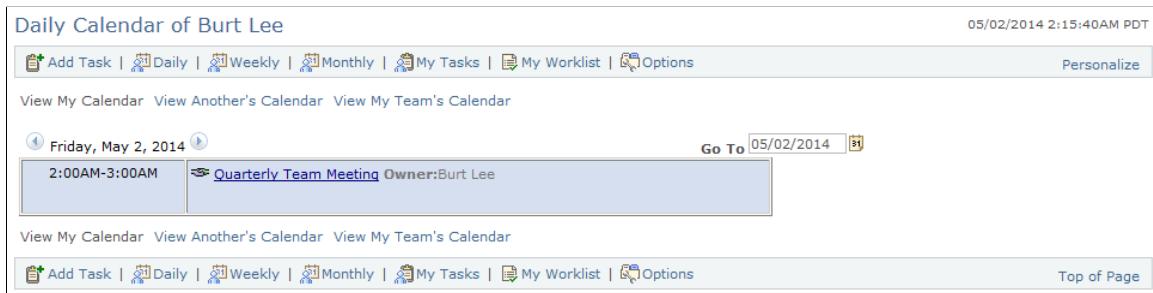 Daily Calendar of Burt Lee 05/02/2014 2:15:40AM PDT
Add Task | Daily | Weekly | Monthly | My Tasks | My Worklist | Options Personalize
View My Calendar View Another's Calendar View My Team's Calendar
Friday, May 2, 2014 Go To 05/02/2014 31
2:00AM-3:00AM Quarterly Team Meeting Owner:Burt Lee
View My Calendar View Another's Calendar View My Team's Calendar
Add Task | Daily | Weekly | Monthly | My Tasks | My Worklist | Options Top of Page